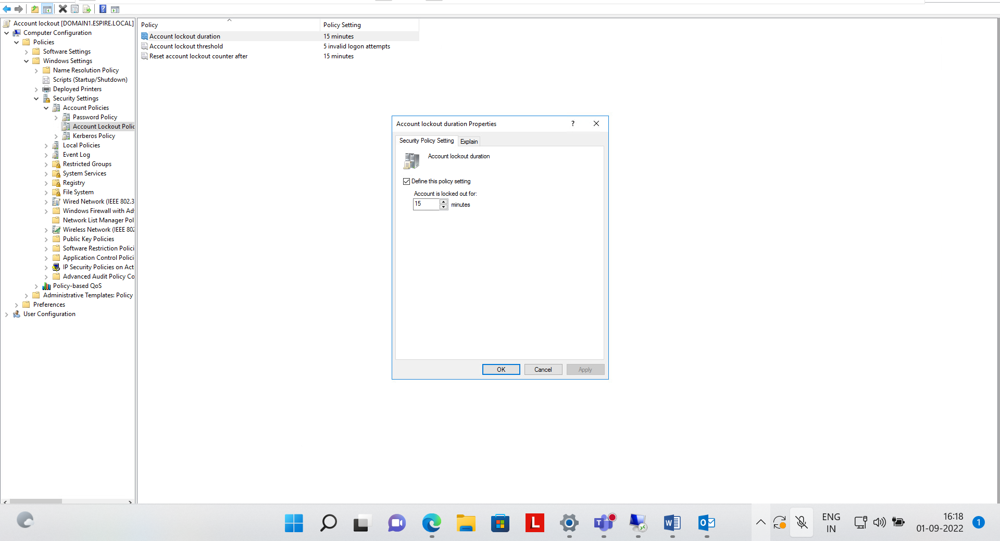 Account lockout [DOMAIN1.ESPIRE.LOCAL]
Computer Configuration
Policies
Software Settings
Windows Settings
Name Resolution Policy
Scripts (Startup/Shutdown)
Deployed Printers
Security Settings
Account Policies
Password Policy
Account Lockout Polic
Kerberos Policy
Local Policies
Event Log
Restricted Groups
System Services
Registry
File System
Wired Network (IEEE 802.3
Windows Firewall with Ad
Network List Manager Pol
Wireless Network (IEEE 802
Public Key Policies
Software Restriction Polici
Application Control Polici
IP Security Policies on Act
Advanced Audit Policy Co
Policy-based QoS
Administrative Templates: Policy
Preferences
User Configuration
Policy Policy Setting
Account lockout duration 15 minutes
Account lockout threshold 5 invalid logon attempts
Reset account lockout counter after 15 minutes
Account lockout duration Properties ?
Security Policy Setting Explain
Account lockout duration
Define this policy setting
Account is locked out for:
15 minutes
OK Cancel Apply
L
T
W
O
ENG
IN
16:18
01-09-2022
1